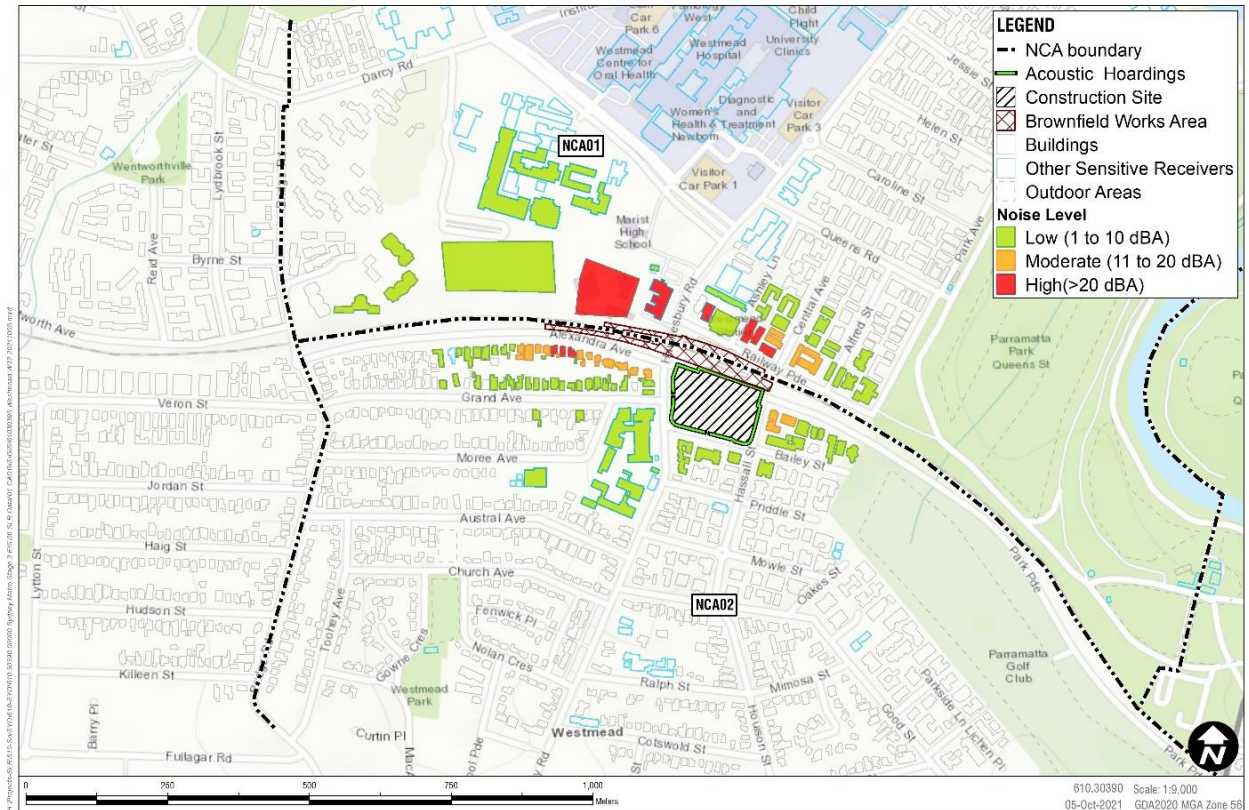 LEGEND
NCA boundary
Acoustic Hoardings
Construction Site
Brownfield Works Area
Buildings
Other Sensitive Receivers
Outdoor Areas
Noise Level
Low (1 to 10 dBA)
Moderate (11 to 20 dBA)
High(>20 dBA)
Car
Park 6
West
Westmead
Centre for
Oral Health
Westmead
Hospital
Child
Flight
University
Clinics
Women's
Health &
Newborn
Diagnostic
and
Treatment
Visitor
Car
Park 3
Visitor
Car Park 1
Darcy Rd
Jessie St
Helen St
Caroline St
Queens Rd
Park Ave
Wentworthville
Park
Lydbrook St
Reid Ave
Byrne St
NCA01
Marist
High
School
Ashley Ln
Central Ave
Alfred St
Railway Pde
Parramatta
Park
Queens St
Alexandra Ave
Grand Ave
Veron St
Moree Ave
Hassall St
Bailey St
Jordan St
Priddle St
Austral Ave
Haig St
Lytton St
Church Ave
Mowle St
Oakes St
NCA02
Hudson St
Toohey Ave
Fenwick Pl
Park Pde
Gowne Cres
Nolan Cres
Killeen St
Westmead
Park
Ralph St
Mimosa St
Parramatta
Golf
Club
Barry Pl
Parkside Ln
Good St
Houison St
Lichen Pl
Curtin Pl
Westmead
Cotswold St
Fullagar Rd
Park Pde
N
0 250 500 750 1,000
Meters
610.30390 Scale: 1:9,000
05-Oct-2021 GDA2020 MGA Zone 56